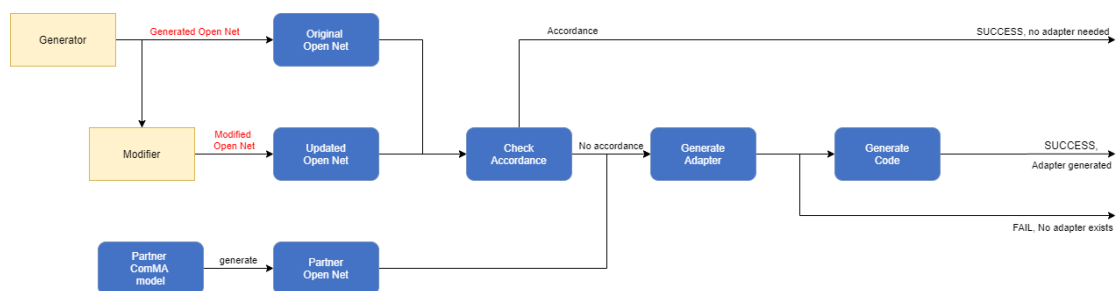 Generator
Generated Open Net
Original
Open Net
Accordance
SUCCESS, no adapter needed
Modifier
Modified
Open Net
Updated
Open Net
Check
Accordance
No accordance
Generate
Adapter
Generate
Code
SUCCESS,
Adapter generated
FAIL, No adapter exists
Partner
ComMA
model
generate
Partner
Open Net